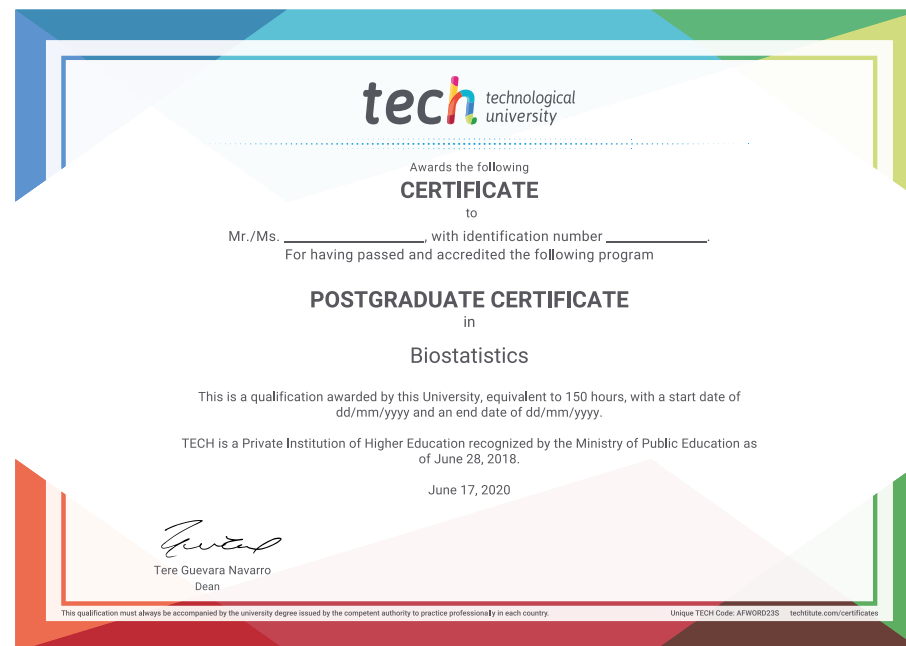 tech technological
university
Awards the following
CERTIFICATE
to
Mr./Ms. ____________________, with identification number ______________.
For having passed and accredited the following program
POSTGRADUATE CERTIFICATE
in
Biostatistics
This is a qualification awarded by this University, equivalent to 150 hours, with a start date of
dd/mm/yyyy and an end date of dd/mm/yyyy.
TECH is a Private Institution of Higher Education recognized by the Ministry of Public Education as
of June 28, 2018.
June 17, 2020
Tere Guevara Navarro
Dean
This qualification must always be accompanied by the university degree issued by the competent authority to practice professionally in each country. Unique TECH Code: AFWORD23S techtitute.com/certificates